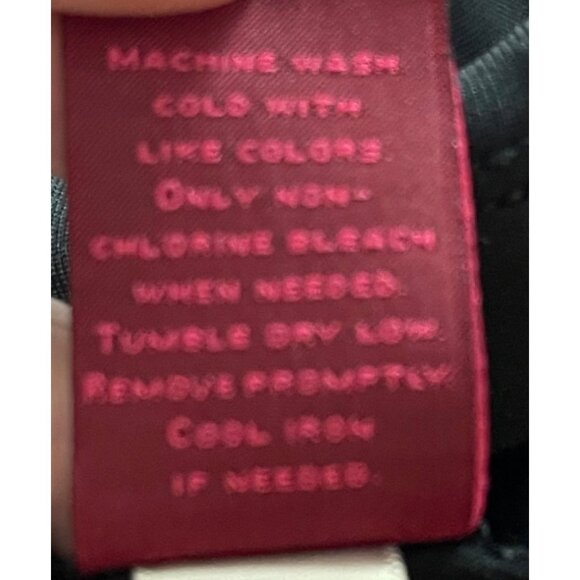 Machine wash
cold with
like colors.
Only non-
chlorine bleach
when needed.
Tumble dry low.
Remove promptly.
Cool iron
if needed.